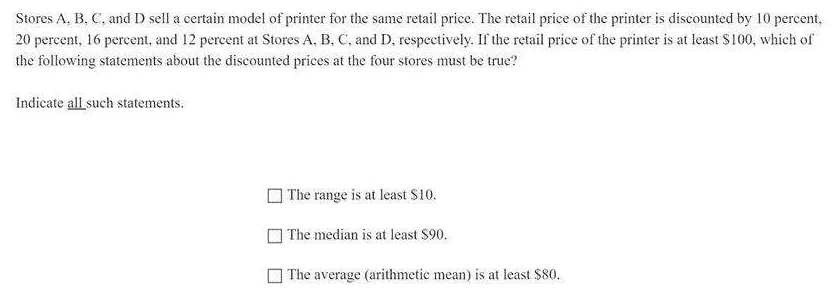 Stores A, B, C, and D sell a certain model of printer for the same retail price. The retail price of the printer is discounted by 10 percent,
20 percent, 16 percent, and 12 percent at Stores A, B, C, and D, respectively. If the retail price of the printer is at least $100, which of
the following statements about the discounted prices at the four stores must be true?
Indicate all such statements.
The range is at least $10.
The median is at least $90.
The average (arithmetic mean) is at least $80.